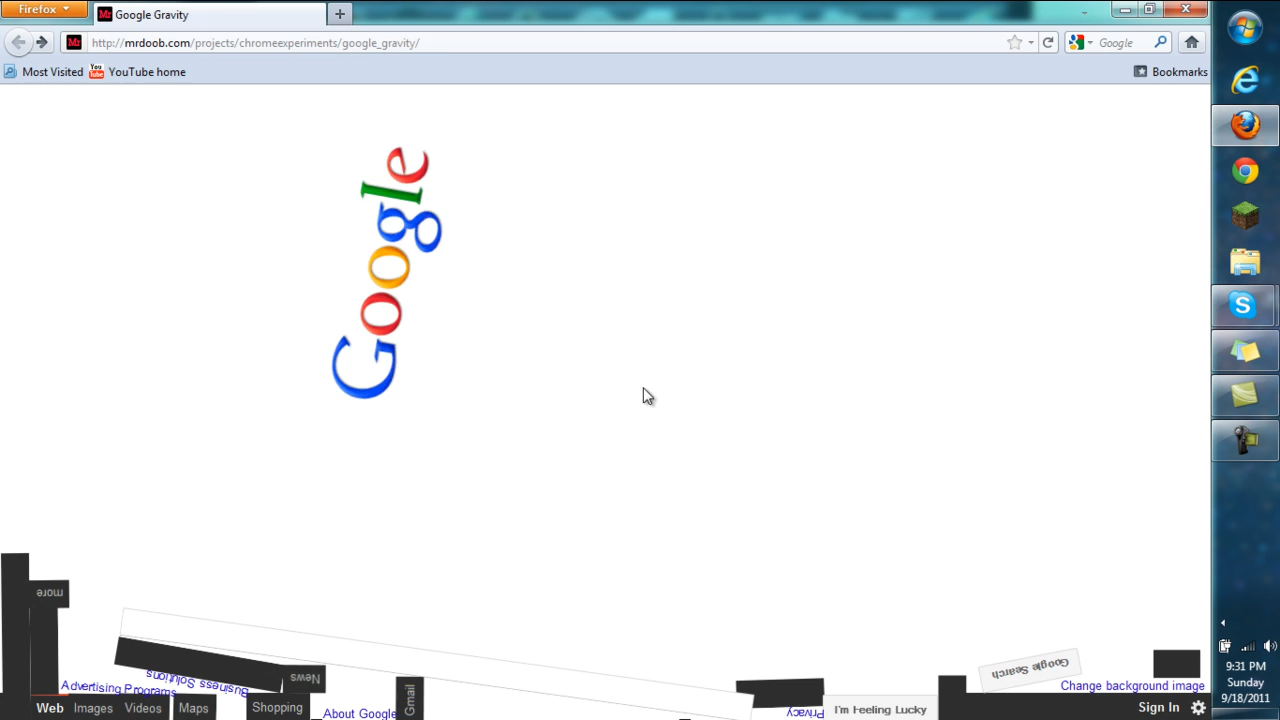 Firefox
Google Gravity
http://mrdoob.com/projects/chromeexperiments/google_gravity/
Google
Most Visited
YouTube home
Bookmarks
Google
more
Business Solutions
News
Advertising Programs
Gmail
Google Search
Change background image
Web Images Videos Maps Shopping
About Google
Privacy
I'm Feeling Lucky
Sign In
9:31 PM
Sunday
9/18/2011